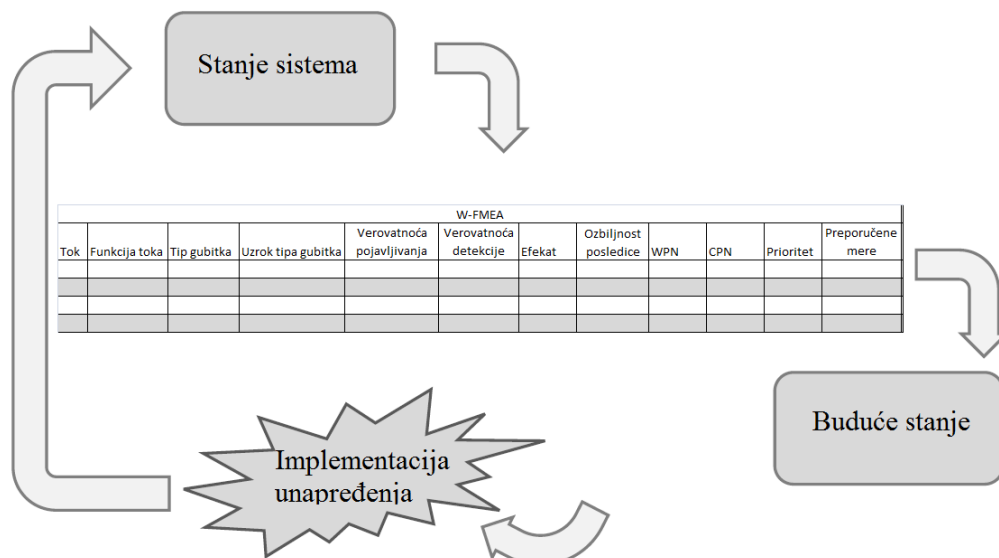 Stanje sistema
W-FMEA
Tok Funkcija toka Tip gubitka Uzrok tipa gubitka Verovatnoća pojavljivanja Verovatnoća detekcije Efekat Ozbiljnost posledice WPN CPN Prioritet Preporučene mere
Buduće stanje
Implementacija
unapređenja